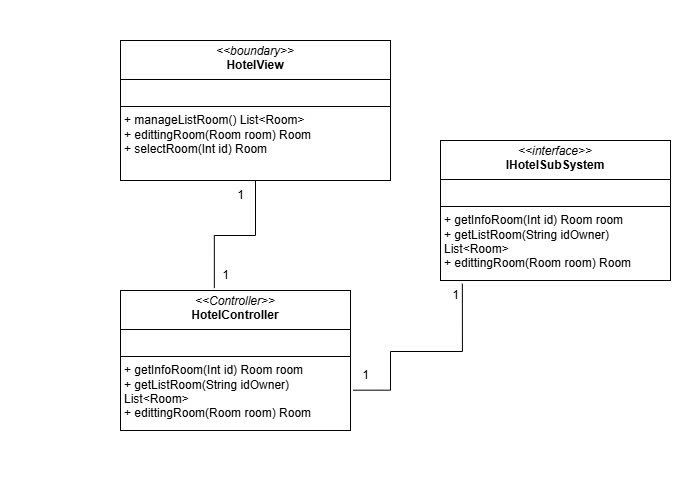 <<boundary>>
HotelView
+ manageListRoom() List<Room>
+ edittingRoom(Room room) Room
+ selectRoom(Int id) Room
1
1
<<interface>>
IHotelSubSystem
+ getInfoRoom(Int id) Room room
+ getListRoom(String idOwner)
List<Room>
+ edittingRoom(Room room) Room
1
1
<<Controller>>
HotelController
+ getInfoRoom(Int id) Room room
+ getListRoom(String idOwner)
List<Room>
+ edittingRoom(Room room) Room